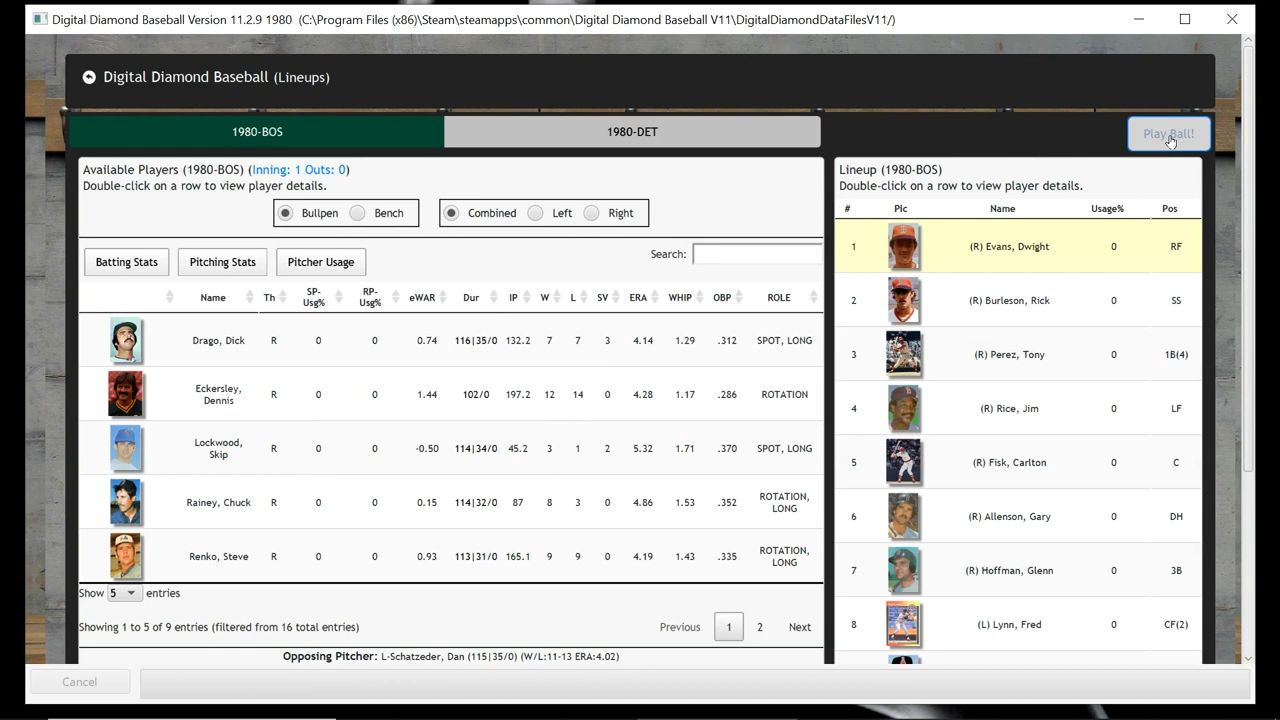 Digital Diamond Baseball Version 11.2.9 1980 (C:\Program Files (x86)\Steam\steamapps\common\Digital Diamond Baseball V11\DigitalDiamondDataFilesV11/)
Digital Diamond Baseball (Lineups)
1980-BOS 1980-DET Play Ball!
Available Players (1980-BOS) (Inning: 1 Outs: 0)
Double-click on a row to view player details.
Bullpen Bench Combined Left Right
Batting Stats Pitching Stats Pitcher Usage Search:
Name Th SP-Usg% RP-Usg% eWAR Dur IP W L SV ERA WHIP OBP ROLE
Drago, Dick R 0 0 0.74 116|35/0 132.2 7 7 3 4.14 1.29 .312 SPOT, LONG
Eckersley, Dennis R 0 0 1.44 102/0 197.2 12 14 0 4.28 1.17 .286 ROTATION
Lockwood, Skip R 0 0 -0.50 114|34/0 45.2 3 1 2 5.32 1.71 .370 SPOT, LONG
Rainey, Chuck R 0 0 0.15 114|32/0 87 8 3 0 4.86 1.53 .352 ROTATION, LONG
Renko, Steve R 0 0 0.93 113|31/0 165.1 9 9 0 4.19 1.43 .335 ROTATION, LONG
Show 5 entries
Showing 1 to 5 of 9 entries (filtered from 16 total entries) Previous 1 2 Next
Opposing Pitcher: L-Schatzeder, Dan (115|35/0) (W/L:11-13 ERA:4.02)
Lineup (1980-BOS)
Double-click on a row to view player details.
# Pic Name Usage% Pos
1 (R) Evans, Dwight 0 RF
2 (R) Burleson, Rick 0 SS
3 (R) Perez, Tony 0 1B(4)
4 (R) Rice, Jim 0 LF
5 (R) Fisk, Carlton 0 C
6 (R) Allenson, Gary 0 DH
7 (R) Hoffman, Glenn 0 3B
8 (L) Lynn, Fred 0 CF(2)
Cancel